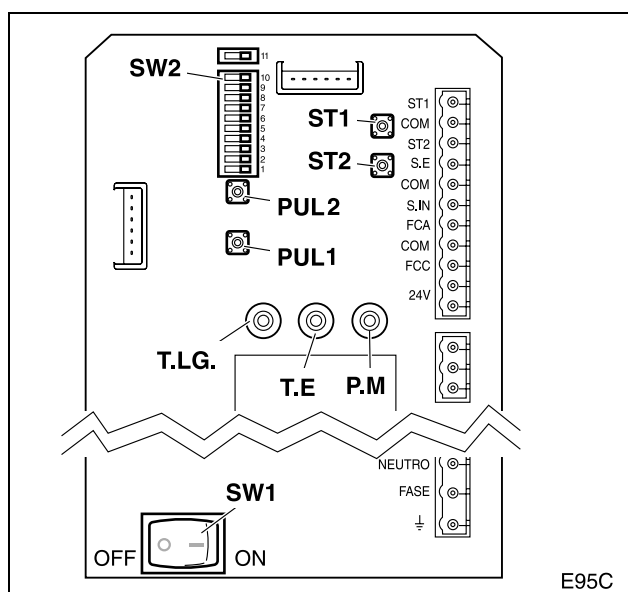 11
SW2
10
9
8
7
6
5
4
3
2
1
ST1
ST2
PUL2
PUL1
T.LG.
T.E
P.M
ST1
COM
ST2
S.E
COM
S.IN
FCA
COM
FCC
24V
NEUTRO
FASE
SW1
OFF
ON
E95C